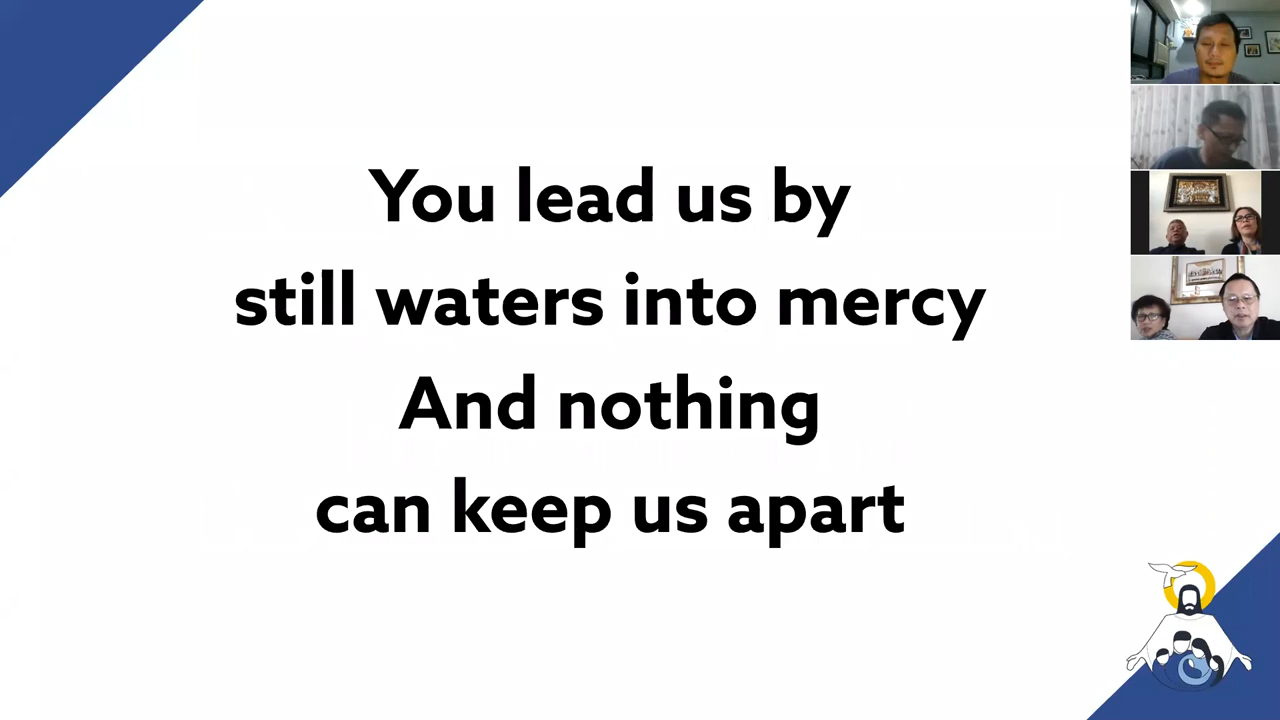 You lead us by
still waters into mercy
And nothing
can keep us apart